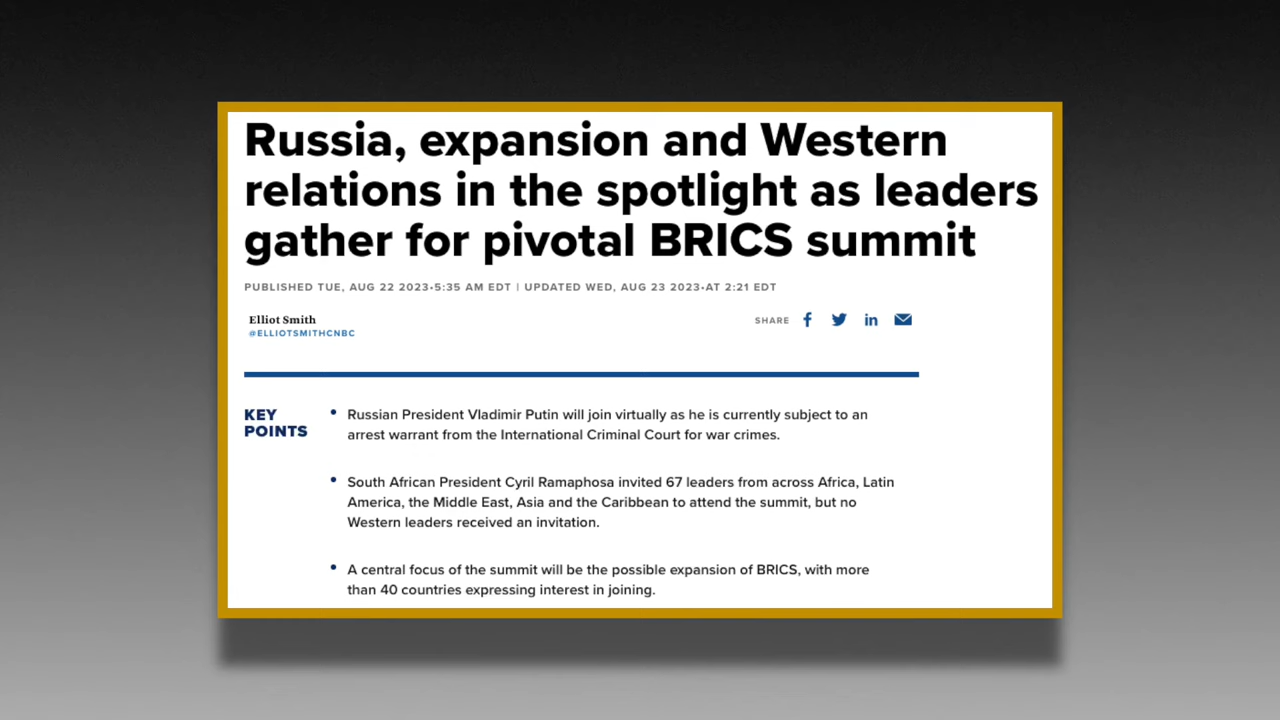 Russia, expansion and Western
relations in the spotlight as leaders
gather for pivotal BRICS summit
PUBLISHED TUE, AUG 22 2023•5:35 AM EDT | UPDATED WED, AUG 23 2023•AT 2:21 EDT
Elliot Smith
@ELLIOTSMITHCNBC
SHARE
KEY
POINTS
• Russian President Vladimir Putin will join virtually as he is currently subject to an
arrest warrant from the International Criminal Court for war crimes.
• South African President Cyril Ramaphosa invited 67 leaders from across Africa, Latin
America, the Middle East, Asia and the Caribbean to attend the summit, but no
Western leaders received an invitation.
• A central focus of the summit will be the possible expansion of BRICS, with more
than 40 countries expressing interest in joining.